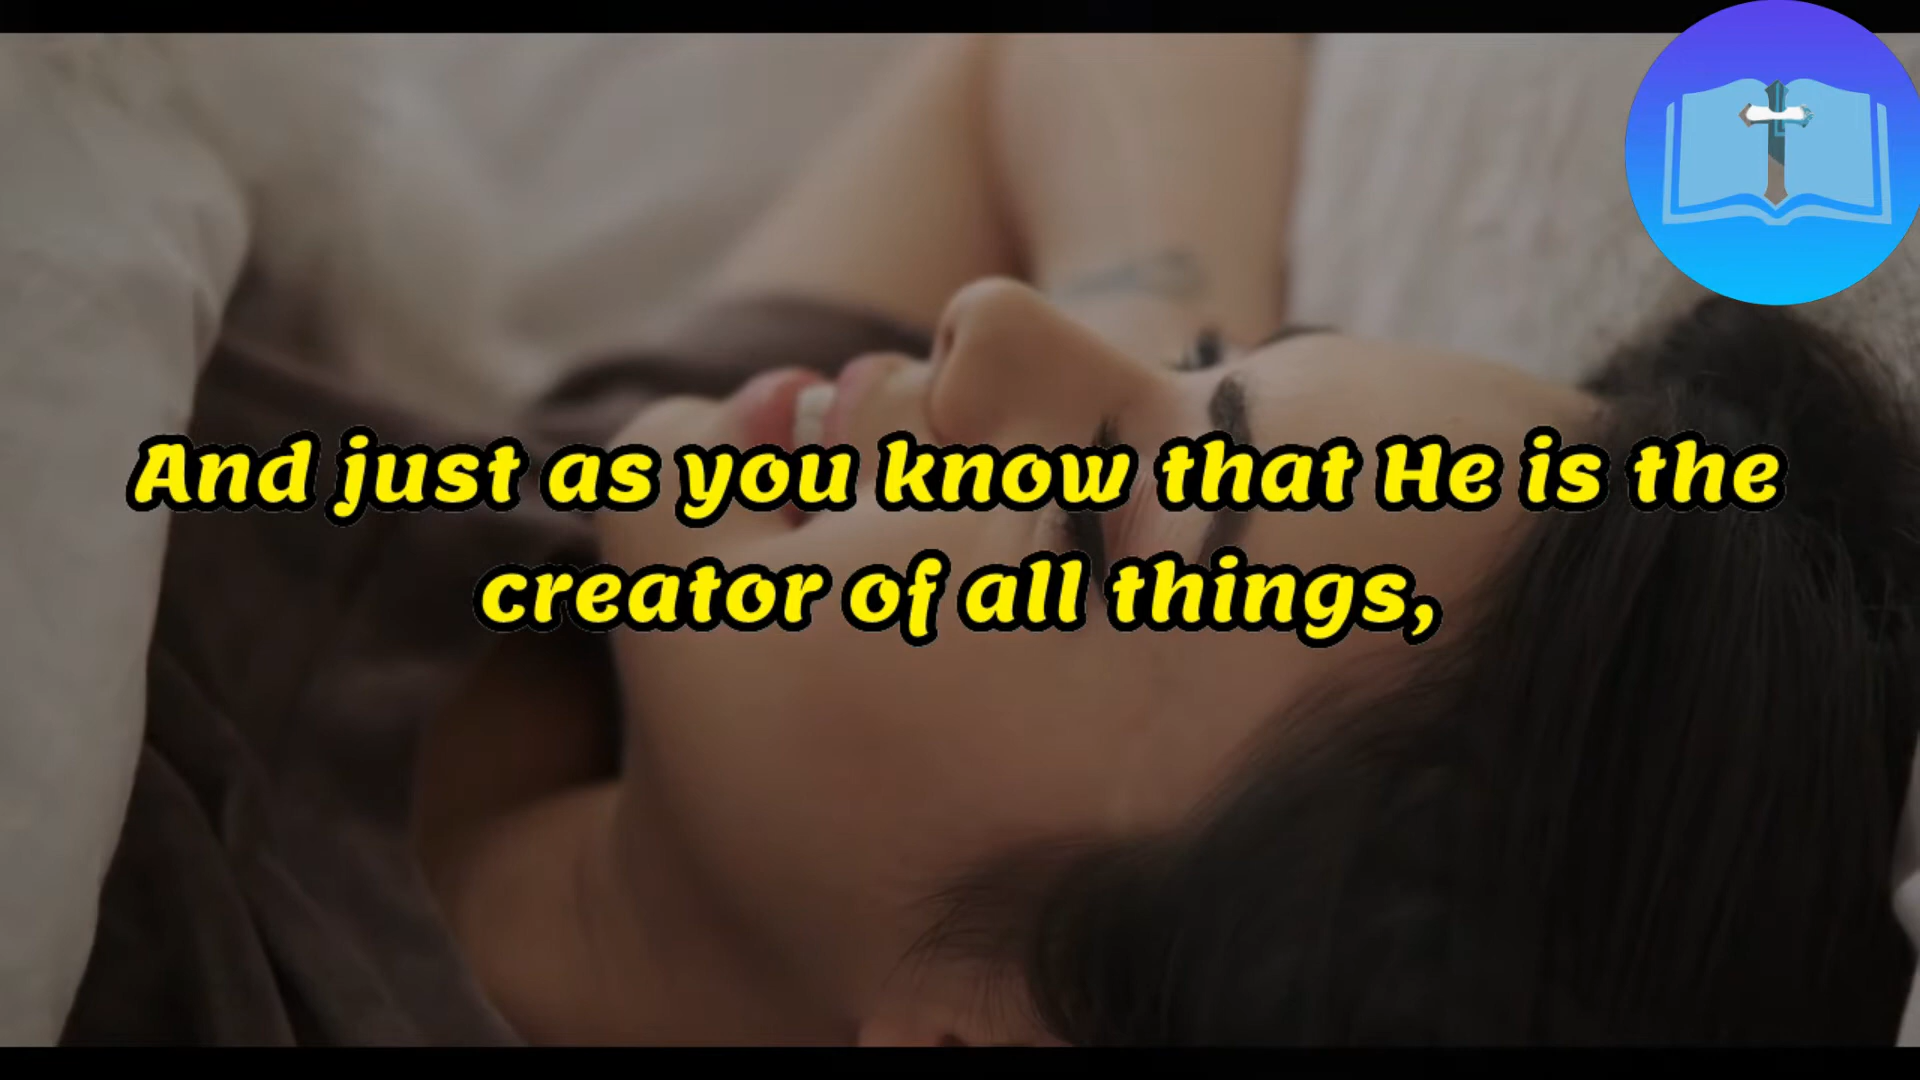 And just as you know that He is the
creator of all things,